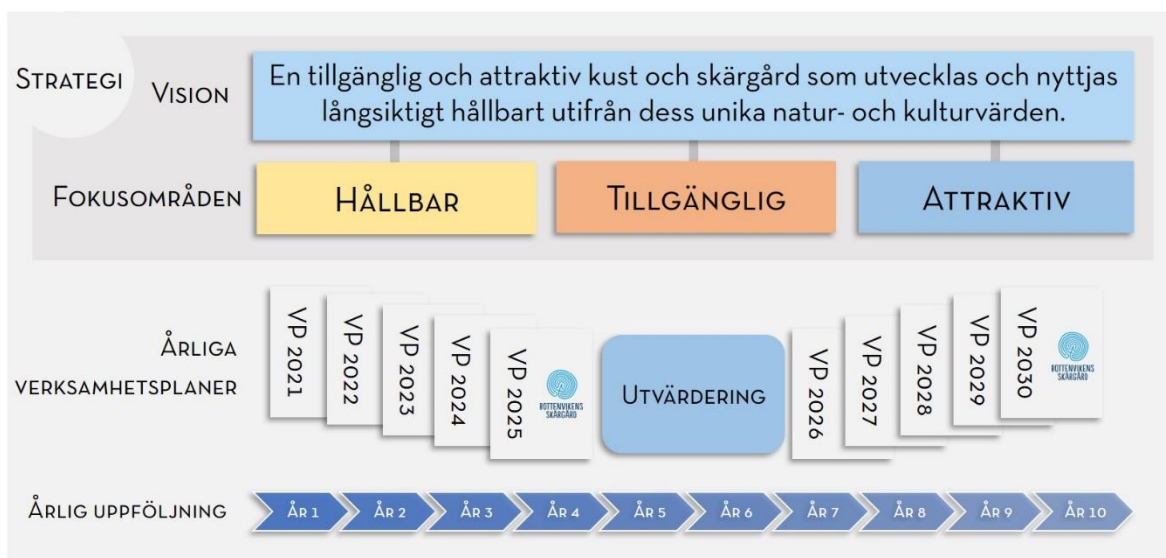 STRATEGI
VISION
En tillgänglig och attraktiv kust och skärgård som utvecklas och nyttjas
långsiktigt hållbart utifrån dess unika natur- och kulturvärden.
FOKUSOMRÅDEN
HÅLLBAR
TILLGÄNGLIG
ATTRAKTIV
ÅRLIGA
VERKSAMHETSPLANER
VP 2021
VP 2022
VP 2023
VP 2024
VP 2025
BOTTENVIKENS
SKÄRGÅRD
UTVÄRDERING
VP 2026
VP 2027
VP 2028
VP 2029
VP 2030
BOTTENVIKENS
SKÄRGÅRD
ÅRLIG UPPFÖLJNING
ÅR 1
ÅR 2
ÅR 3
ÅR 4
ÅR 5
ÅR 6
ÅR 7
ÅR 8
ÅR 9
ÅR 10